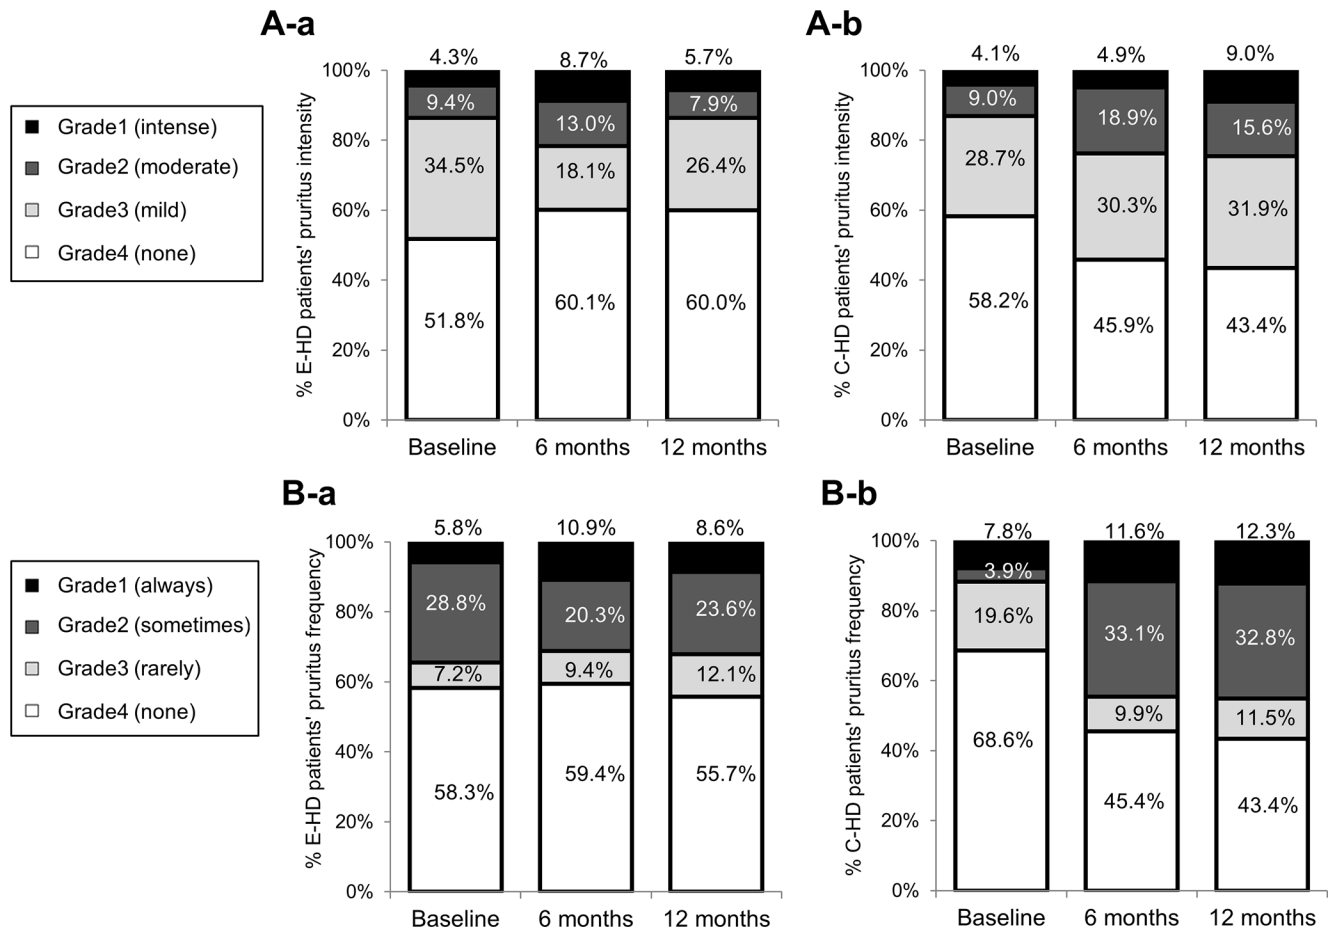 A-a
A-b
Grade1 (intense)
Grade2 (moderate)
Grade3 (mild)
Grade4 (none)
% E-HD patients' pruritus intensity
100%
80%
60%
40%
20%
0%
4.3%
8.7%
5.7%
9.4%
13.0%
7.9%
34.5%
18.1%
26.4%
51.8%
60.1%
60.0%
Baseline
6 months
12 months
% C-HD patients' pruritus intensity
100%
80%
60%
40%
20%
0%
4.1%
4.9%
9.0%
9.0%
18.9%
15.6%
28.7%
30.3%
31.9%
58.2%
45.9%
43.4%
Baseline
6 months
12 months
B-a
B-b
Grade1 (always)
Grade2 (sometimes)
Grade3 (rarely)
Grade4 (none)
% E-HD patients' pruritus frequency
100%
80%
60%
40%
20%
0%
5.8%
10.9%
8.6%
28.8%
20.3%
23.6%
7.2%
9.4%
12.1%
58.3%
59.4%
55.7%
Baseline
6 months
12 months
% C-HD patients' pruritus frequency
100%
80%
60%
40%
20%
0%
7.8%
11.6%
12.3%
3.9%
33.1%
32.8%
19.6%
9.9%
11.5%
68.6%
45.4%
43.4%
Baseline
6 months
12 months